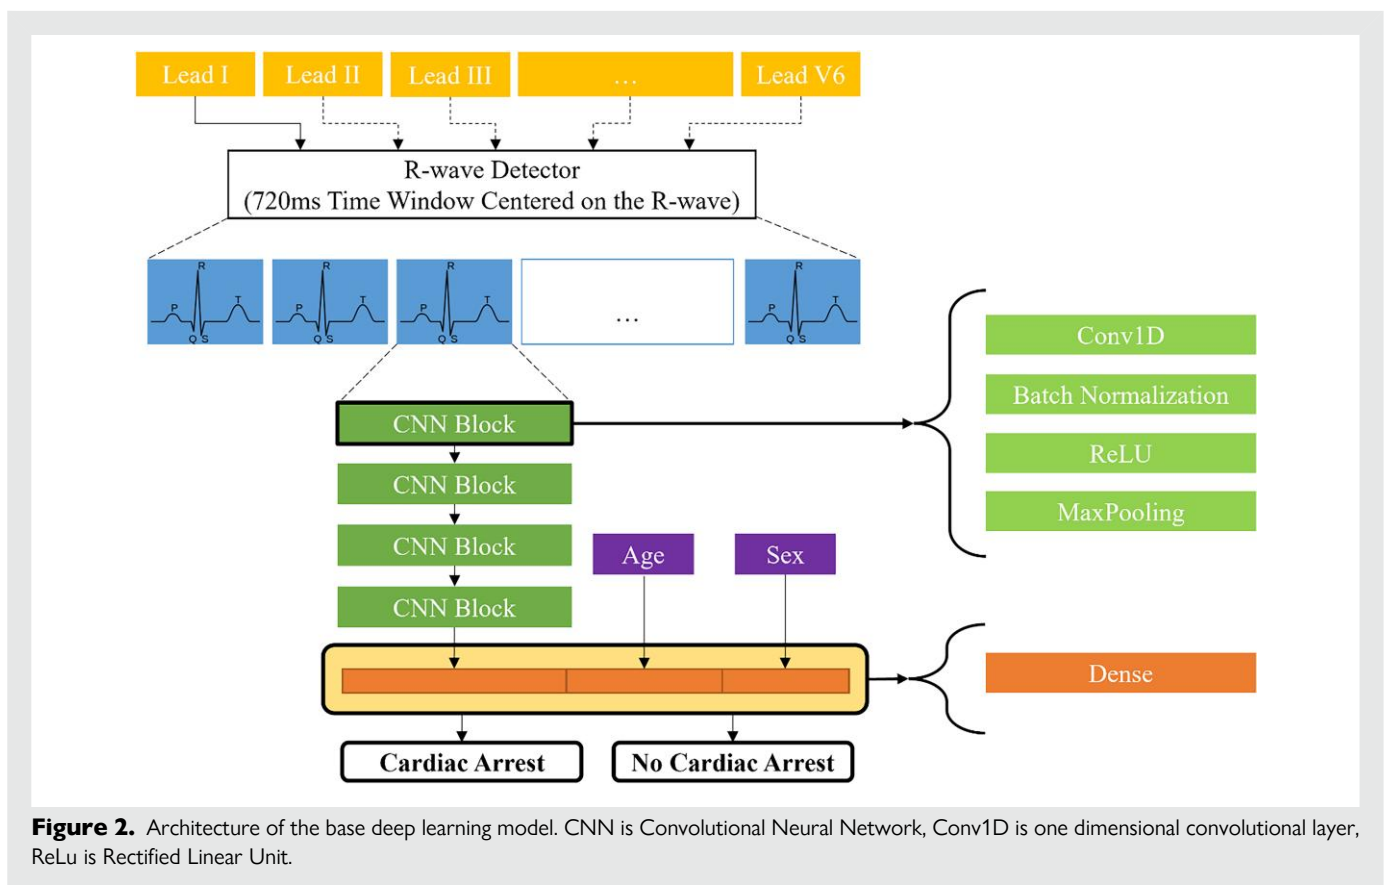 Lead I
Lead II
Lead III
...
Lead V6
R-wave Detector
(720ms Time Window Centered on the R-wave)
R
P
T
Q S
R
P
T
Q S
R
P
T
Q S
...
R
P
T
Q S
CNN Block
CNN Block
CNN Block
CNN Block
Conv1D
Batch Normalization
ReLU
MaxPooling
Age
Sex
Dense
Cardiac Arrest
No Cardiac Arrest
Figure 2. Architecture of the base deep learning model. CNN is Convolutional Neural Network, Conv1D is one dimensional convolutional layer,
ReLu is Rectified Linear Unit.